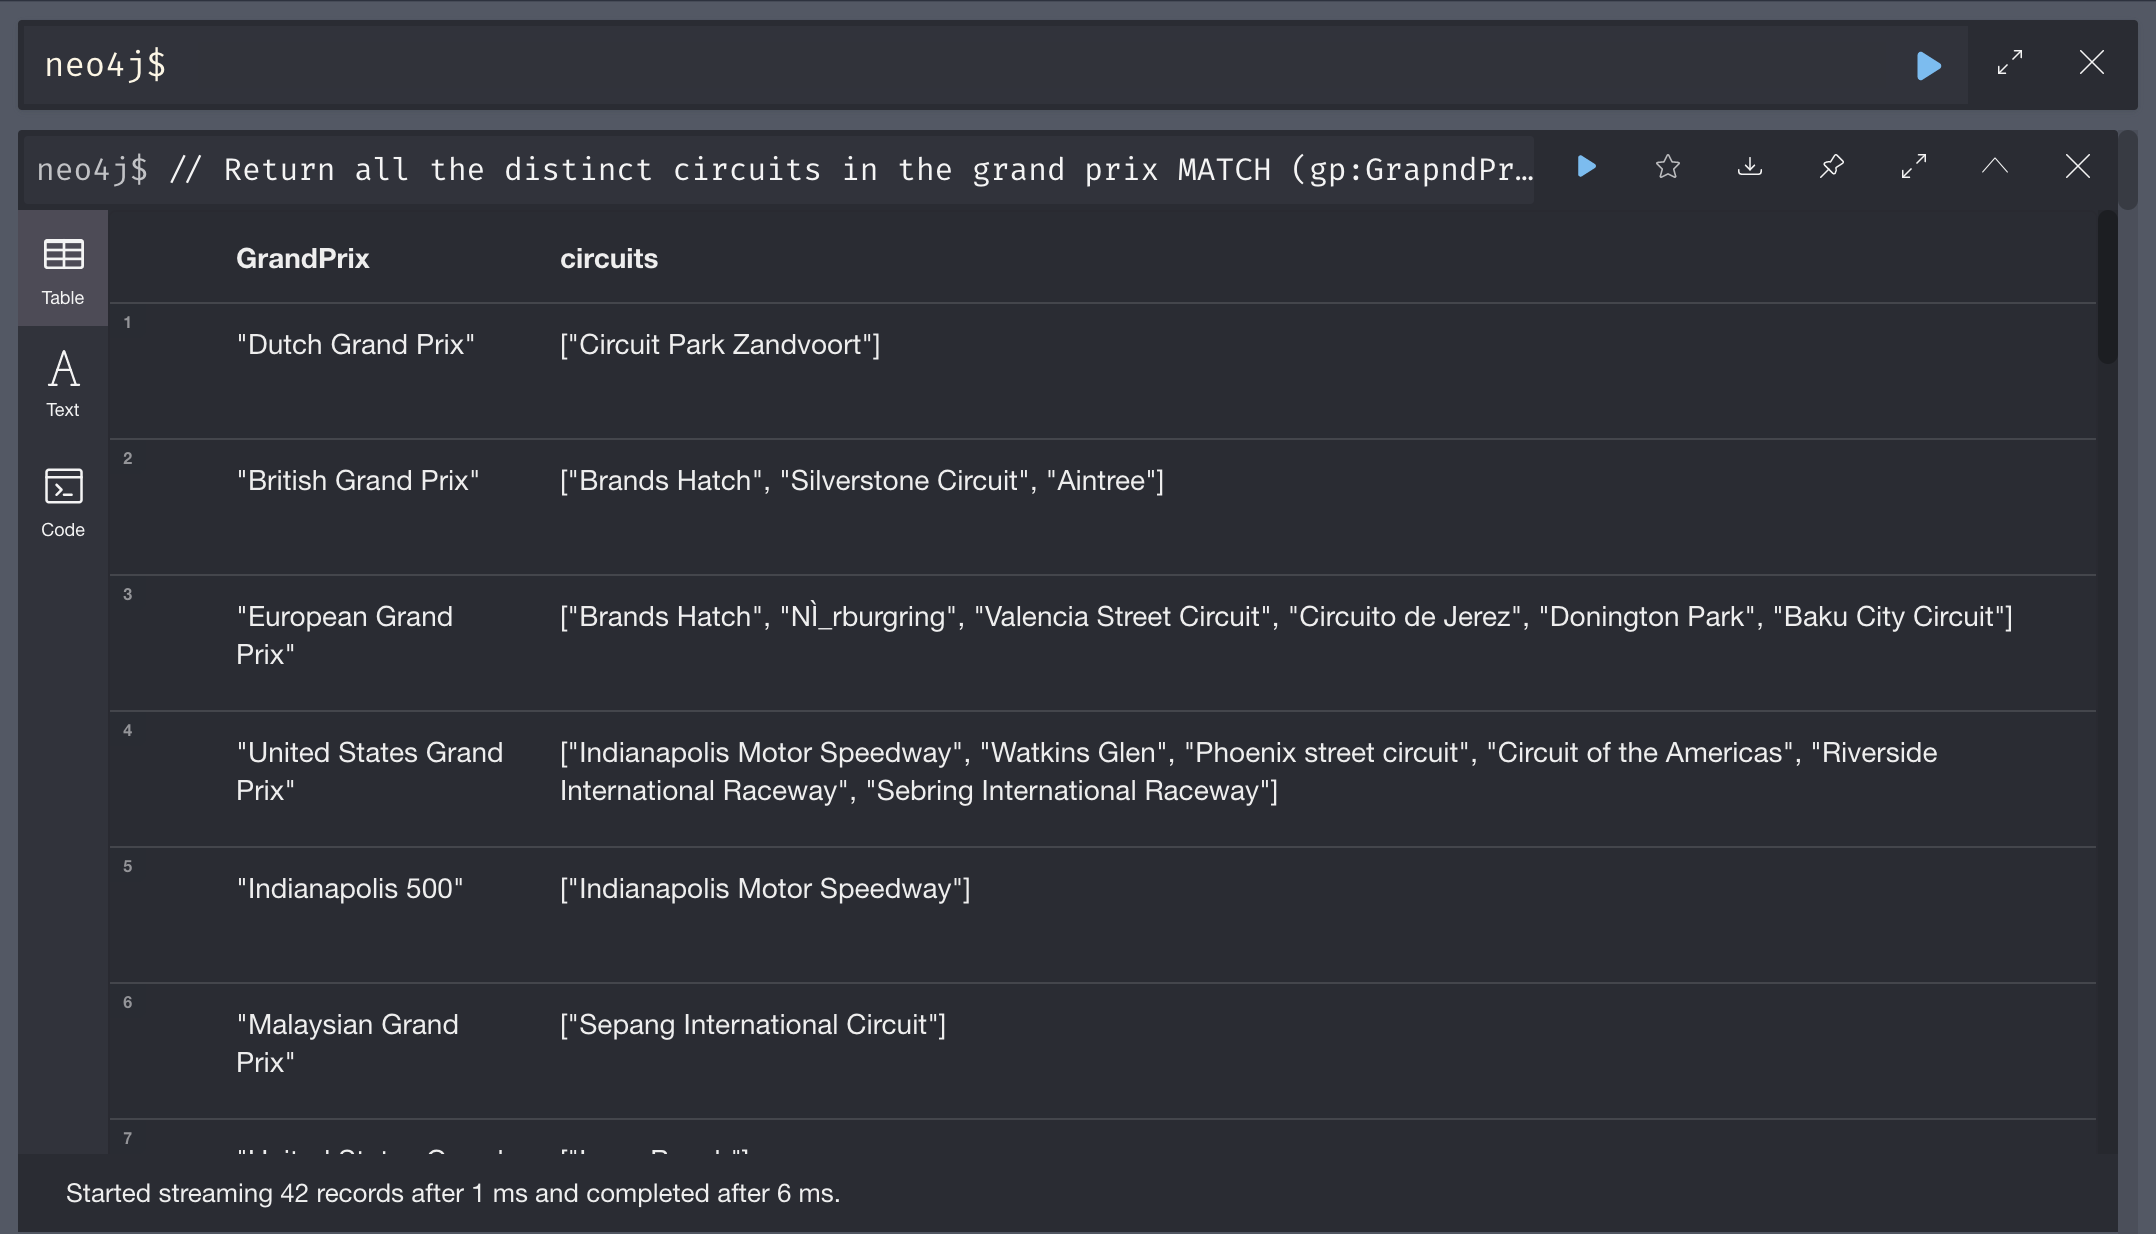 neo4j$
neo4j$ // Return all the distinct circuits in the grand prix MATCH (gp:GrapndPr…
Table
Text
Code
GrandPrix circuits
1
"Dutch Grand Prix" ["Circuit Park Zandvoort"]
2
"British Grand Prix" ["Brands Hatch", "Silverstone Circuit", "Aintree"]
3
"European Grand ["Brands Hatch", "NÌ_rburgring", "Valencia Street Circuit", "Circuito de Jerez", "Donington Park", "Baku City Circuit"]
Prix"
4
"United States Grand ["Indianapolis Motor Speedway", "Watkins Glen", "Phoenix street circuit", "Circuit of the Americas", "Riverside
Prix" International Raceway", "Sebring International Raceway"]
5
"Indianapolis 500" ["Indianapolis Motor Speedway"]
6
"Malaysian Grand ["Sepang International Circuit"]
Prix"
7
"United States Grand
Started streaming 42 records after 1 ms and completed after 6 ms.